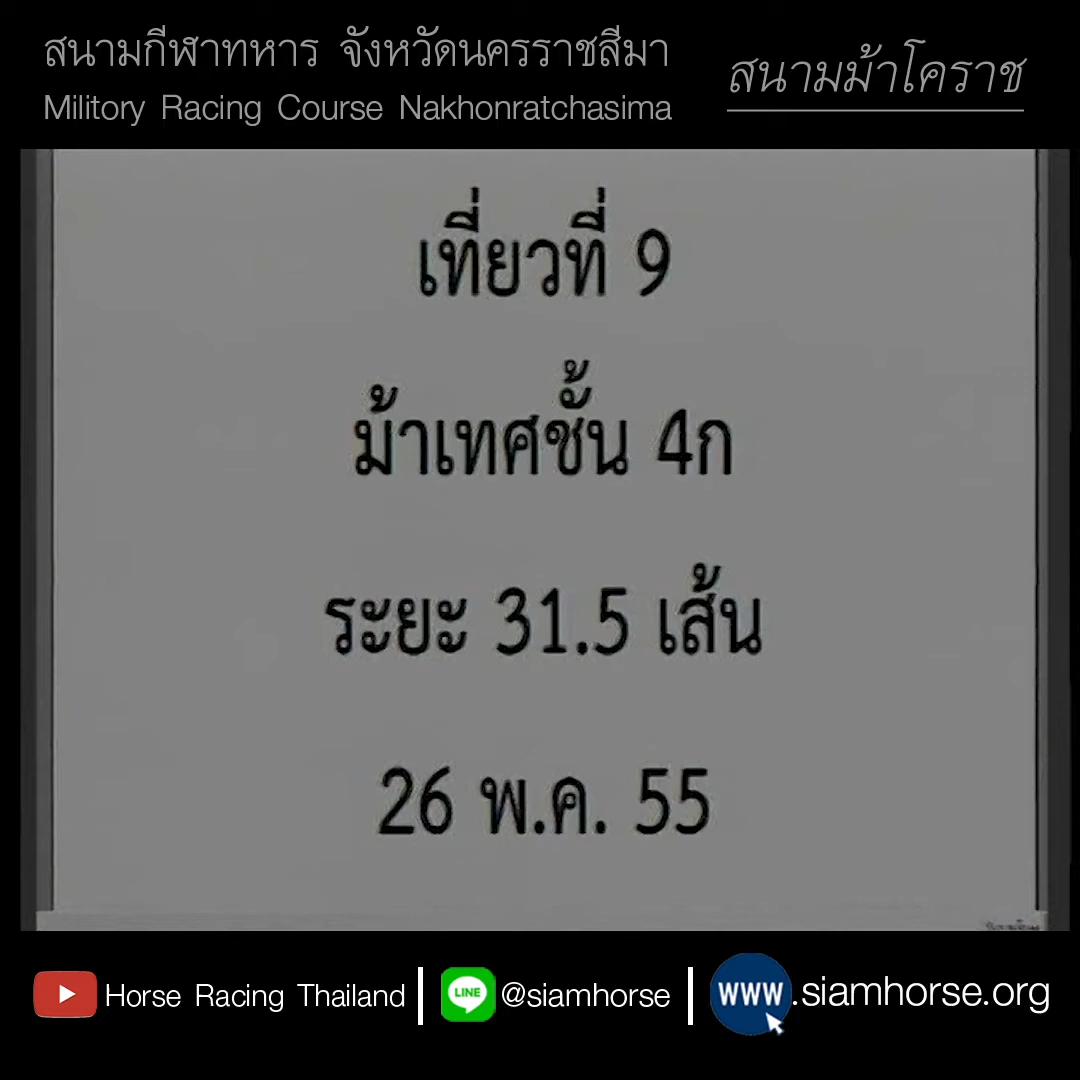 สนามกีฬาทหาร จังหวัดนครราชสีมา
Militory Racing Course Nakhonratchasima
สนามม้าโคราช
เที่ยวที่ 9
ม้าเทศชั้น 4ก
ระยะ 31.5 เส้น
26 พ.ค. 55
Horse Racing Thailand
LINE @siamhorse
www.siamhorse.org